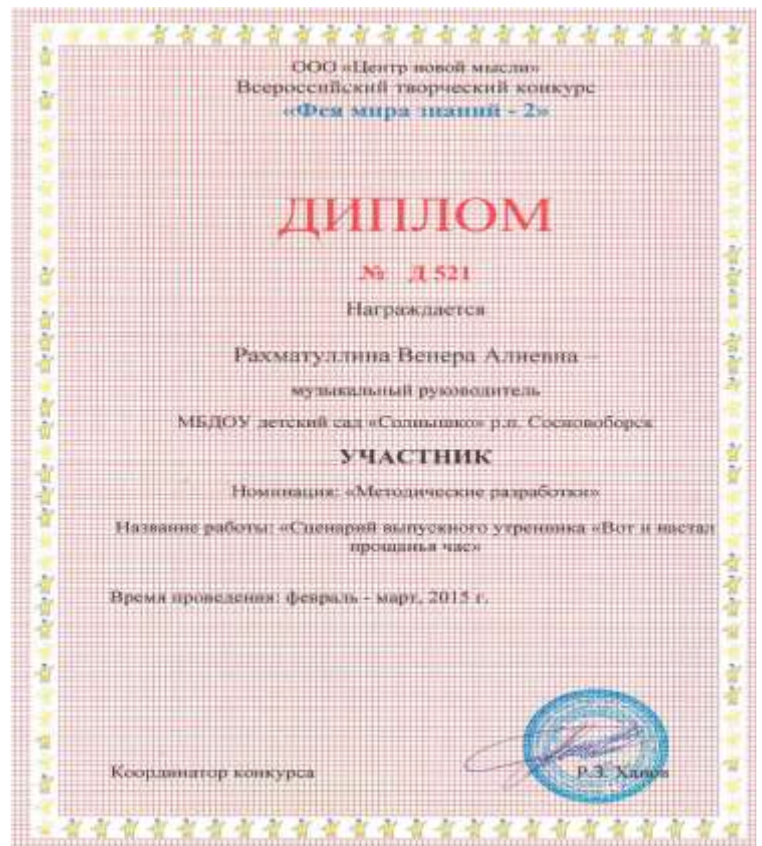 ООО «Центр новой мысли»
Всероссийский творческий конкурс
«Фея мира знаний - 2»
ДИПЛОМ
№ Д 521
Награждается
Рахматуллина Венера Алиевна –
музыкальный руководитель
МБДОУ детский сад «Солнышко» р.п. Сосновоборск
УЧАСТНИК
Номинация: «Методические разработки»
Название работы: «Сценарий выпускного утренника «Вот и настал
прощанья час»
Время проведения: февраль - март, 2015 г.
Координатор конкурса
Р.З. Ханов